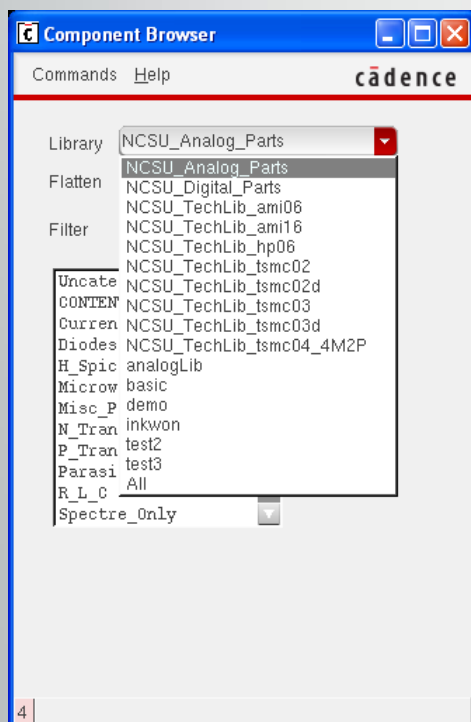 Component Browser
Commands Help cādence
Library NCSU_Analog_Parts
NCSU_Analog_Parts
Flatten NCSU_Digital_Parts
NCSU_TechLib_ami06
NCSU_TechLib_ami16
Filter NCSU_TechLib_hp06
NCSU_TechLib_tsmc02
Uncate NCSU_TechLib_tsmc02d
CONTEN NCSU_TechLib_tsmc03
Curren NCSU_TechLib_tsmc03d
Diodes NCSU_TechLib_tsmc04_4M2P
H_Spic analogLib
Microw basic
Misc_P demo
N_Tran inkwon
P_Tran test2
Parasi test3
R_L_C All
Spectre_Only
4